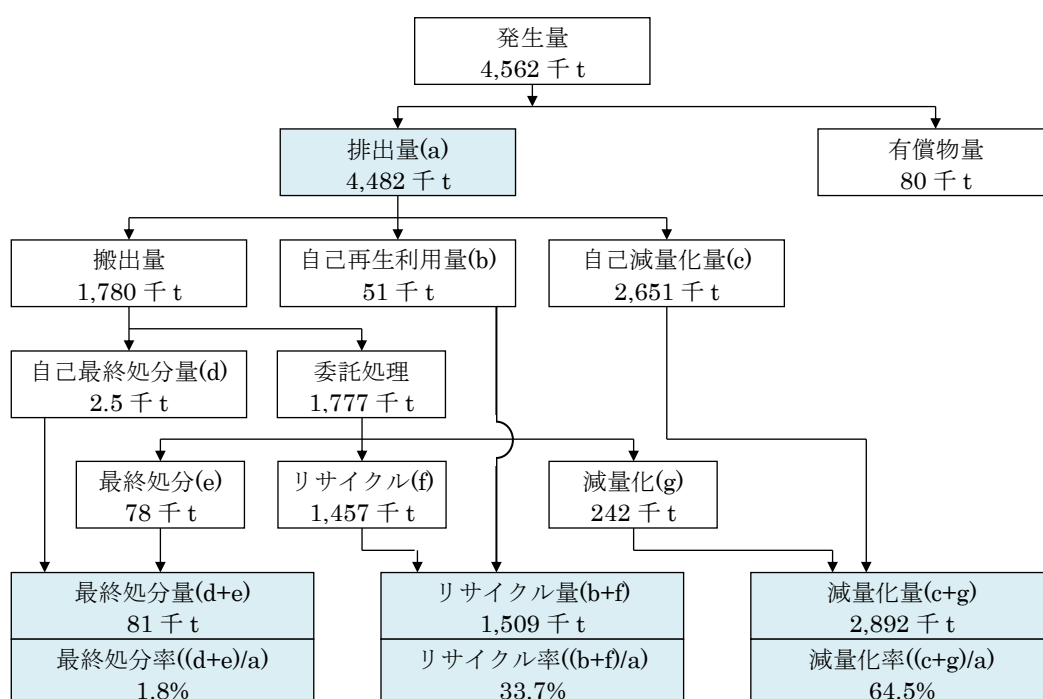 発生量
4,562 千 t
排出量(a)
4,482 千 t
有償物量
80 千 t
搬出量
1,780 千 t
自己再生利用量(b)
51 千 t
自己減量化量(c)
2,651 千 t
自己最終処分量(d)
2.5 千 t
委託処理
1,777 千 t
最終処分(e)
78 千 t
リサイクル(f)
1,457 千 t
減量化(g)
242 千 t
最終処分量(d+e)
81 千 t
最終処分率((d+e)/a)
1.8%
リサイクル量(b+f)
1,509 千 t
リサイクル率((b+f)/a)
33.7%
減量化量(c+g)
2,892 千 t
減量化率((c+g)/a)
64.5%